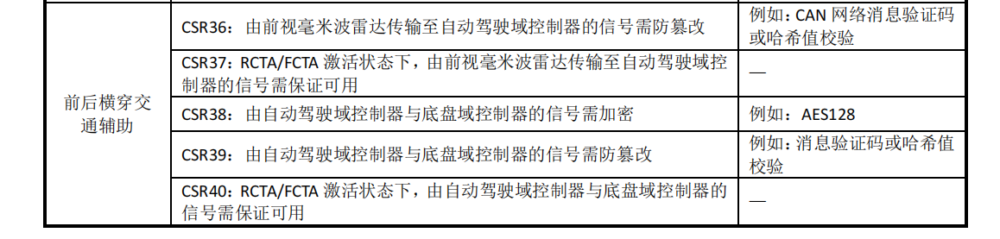 CSR36：由前视毫米波雷达传输至自动驾驶域控制器的信号需防篡改
例如：CAN 网络消息验证码
或哈希值校验
前后横穿交
通辅助
CSR37：RCTA/FCTA 激活状态下，由前视毫米波雷达传输至自动驾驶域控
制器的信号需保证可用
—
CSR38：由自动驾驶域控制器与底盘域控制器的信号需加密
例如：AES128
CSR39：由自动驾驶域控制器与底盘域控制器的信号需防篡改
例如：消息验证码或哈希值
校验
CSR40：RCTA/FCTA 激活状态下，由自动驾驶域控制器与底盘域控制器的
信号需保证可用
—